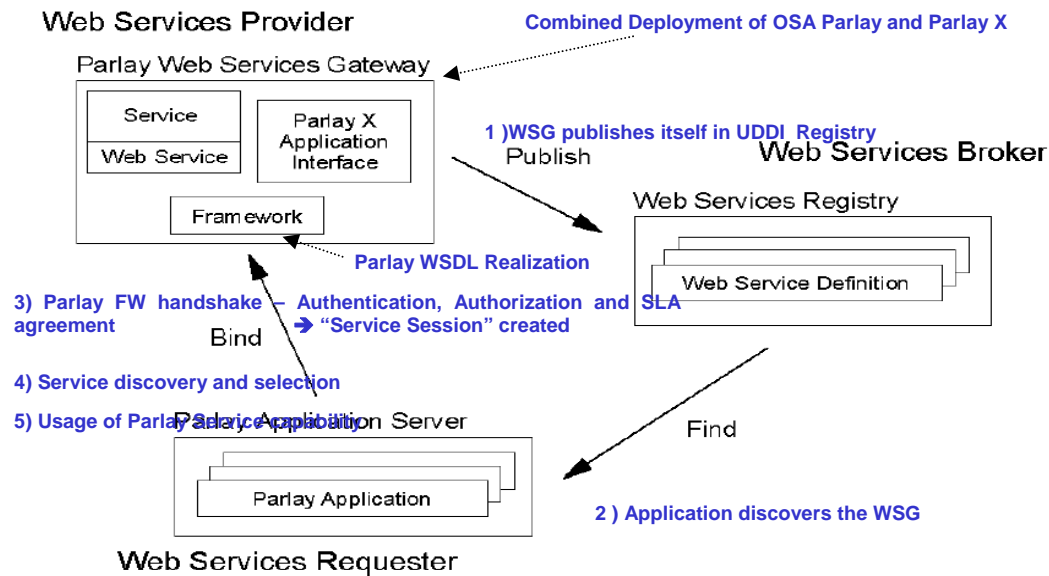 Web Services Provider
Combined Deployment of OSA Parlay and Parlay X
Parlay Web Services Gateway
Service
Web Service
Parlay X
Application
Interface
Framework
1 )WSG publishes itself in UDDI Registry
Publish
Web Services Broker
Web Services Registry
Web Service Definition
Parlay WSDL Realization
3) Parlay FW handshake – Authentication, Authorization and SLA
agreement ➔ “Service Session” created
Bind
4) Service discovery and selection
5) Usage of Parlay Service capability
Parlay Application Server
Parlay Application
Find
2 ) Application discovers the WSG
Web Services Requester